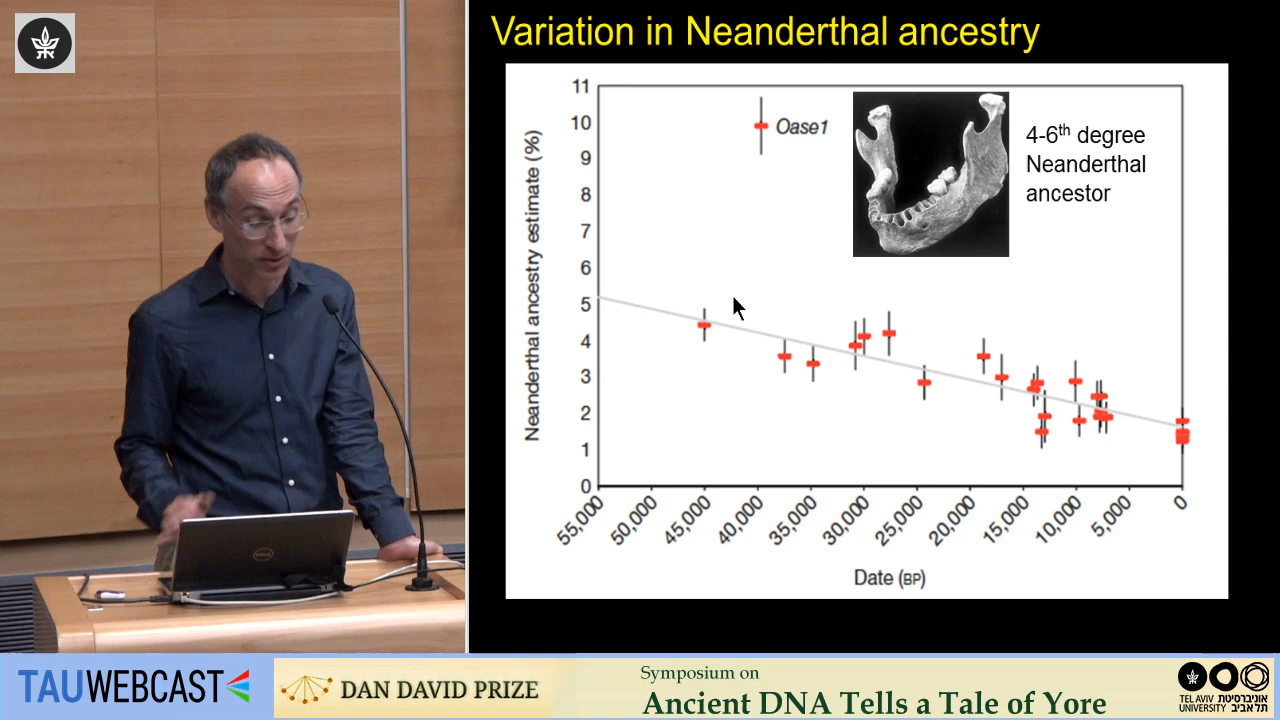 Variation in Neanderthal ancestry
11
10
9
8
7
6
5
4
3
2
1
0
Neanderthal ancestry estimate (%)
Oase1
4-6th degree
Neanderthal
ancestor
55,000
50,000
45,000
40,000
35,000
30,000
25,000
20,000
15,000
10,000
5,000
0
Date (BP)
DELL
TAUWEBCAST
DAN DAVID PRIZE
Symposium on
Ancient DNA Tells a Tale of Yore
TEL AVIV אוניברסיטת
UNIVERSITY תל אביב